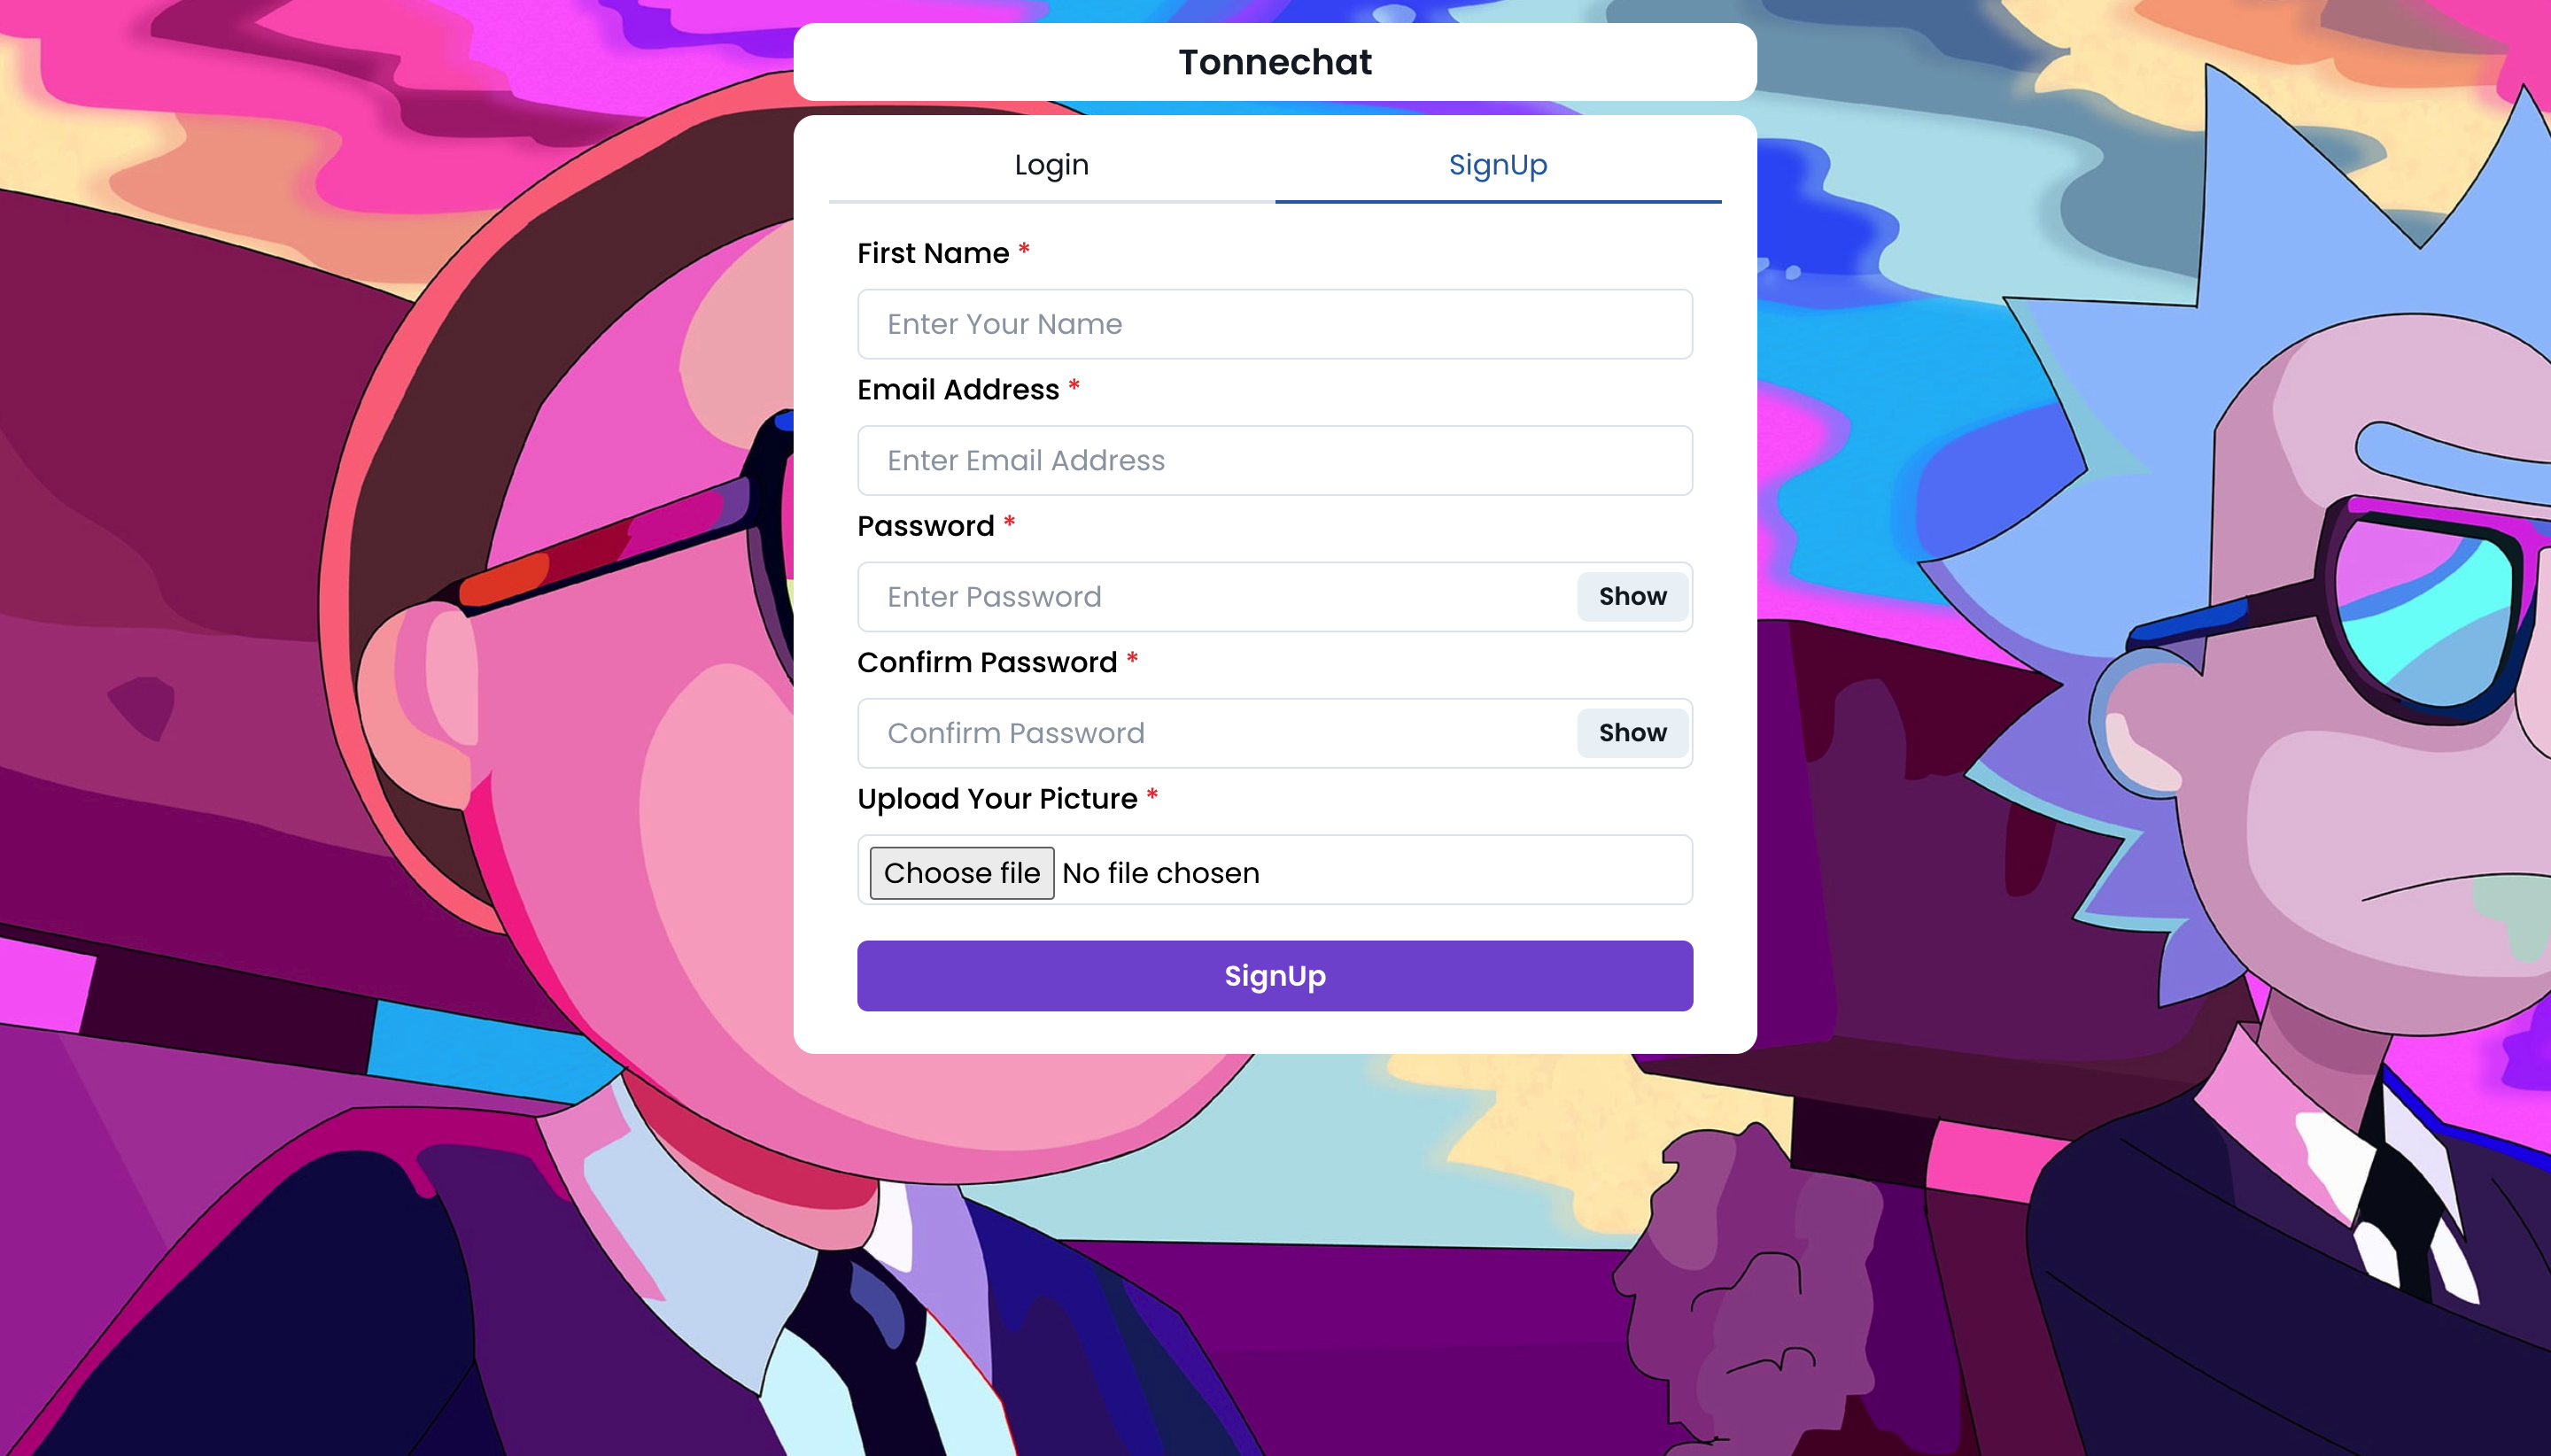 Tonnechat
Login
SignUp
First Name *
Enter Your Name
Email Address *
Enter Email Address
Password *
Enter Password
Show
Confirm Password *
Confirm Password
Show
Upload Your Picture *
Choose file No file chosen
SignUp